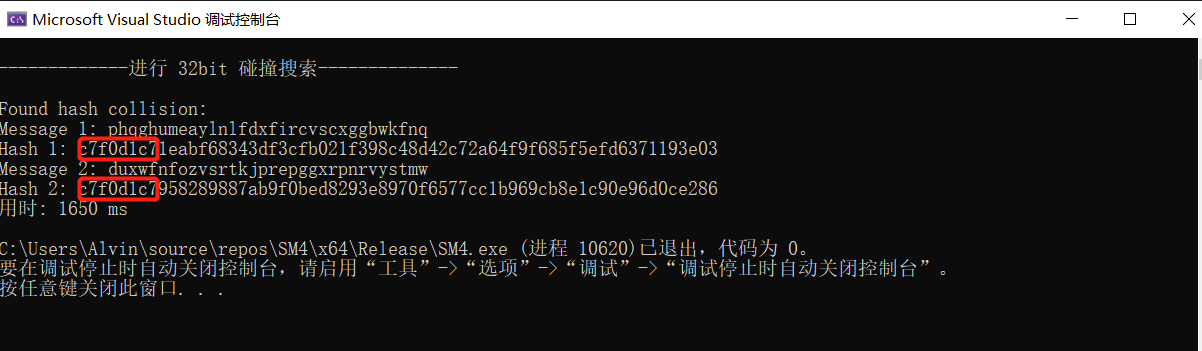 Microsoft Visual Studio 调试控制台
-------------进行 32bit 碰撞搜索--------------
Found hash collision:
Message 1: phqghumeaylnlfdxfircvscxggbwkfnq
Hash 1: c7f0d1c71eabf68343df3cfb021f398c48d42c72a64f9f685f5efd6371193e03
Message 2: duxwfnfozvsrtkjprepggxrpnrvystmw
Hash 2: c7f0d1c7958289887ab9f0bed8293e8970f6577cc1b969cb8e1c90e96d0ce286
用时: 1650 ms
C:\Users\Alvin\source\repos\SM4\x64\Release\SM4.exe (进程 10620)已退出，代码为 0。
要在调试停止时自动关闭控制台，请启用“工具”->“选项”->“调试”->“调试停止时自动关闭控制台”。
按任意键关闭此窗口. . .